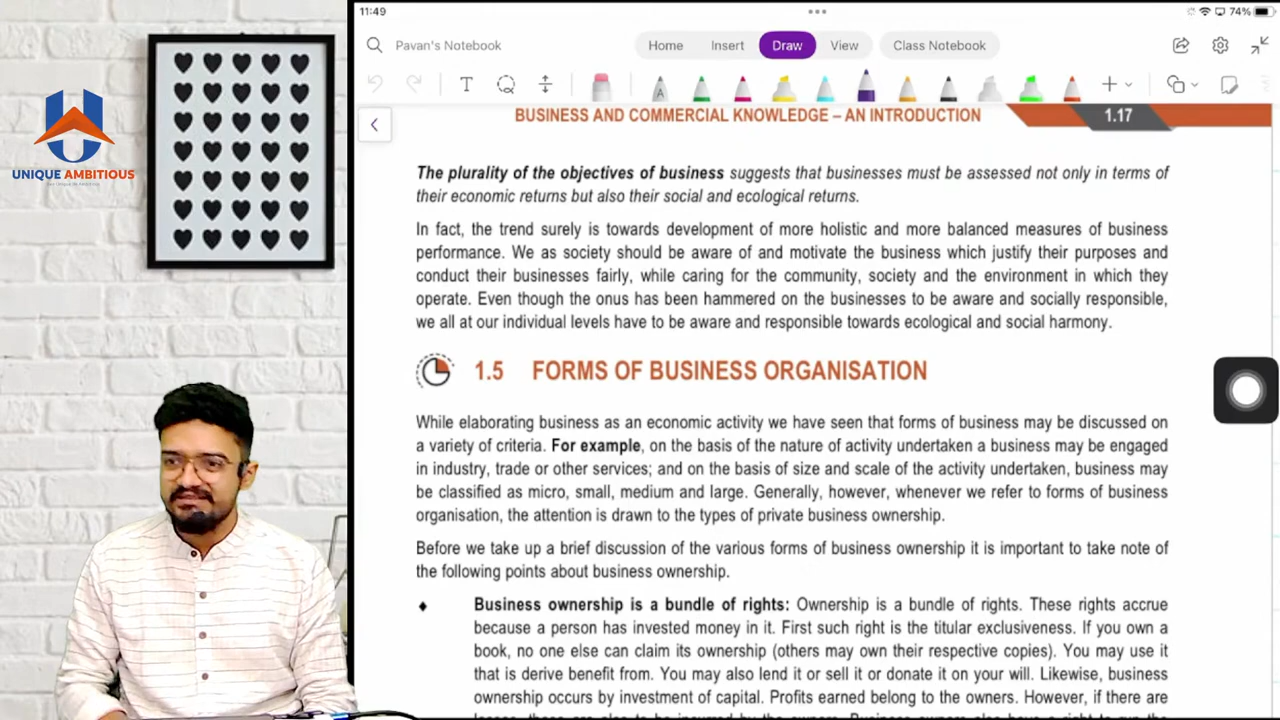 11:49
74%
Pavan's Notebook
Home
Insert
Draw
View
Class Notebook
UNIQUE AMBITIOUS
BUSINESS AND COMMERCIAL KNOWLEDGE – AN INTRODUCTION
1.17
The plurality of the objectives of business suggests that businesses must be assessed not only in terms of
their economic returns but also their social and ecological returns.
In fact, the trend surely is towards development of more holistic and more balanced measures of business
performance. We as society should be aware of and motivate the business which justify their purposes and
conduct their businesses fairly, while caring for the community, society and the environment in which they
operate. Even though the onus has been hammered on the businesses to be aware and socially responsible,
we all at our individual levels have to be aware and responsible towards ecological and social harmony.
1.5 FORMS OF BUSINESS ORGANISATION
While elaborating business as an economic activity we have seen that forms of business may be discussed on
a variety of criteria. For example, on the basis of the nature of activity undertaken a business may be engaged
in industry, trade or other services; and on the basis of size and scale of the activity undertaken, business may
be classified as micro, small, medium and large. Generally, however, whenever we refer to forms of business
organisation, the attention is drawn to the types of private business ownership.
Before we take up a brief discussion of the various forms of business ownership it is important to take note of
the following points about business ownership.
♦ Business ownership is a bundle of rights: Ownership is a bundle of rights. These rights accrue
because a person has invested money in it. First such right is the titular exclusiveness. If you own a
book, no one else can claim its ownership (others may own their respective copies). You may use it
that is derive benefit from. You may also lend it or sell it or donate it on your will. Likewise, business
ownership occurs by investment of capital. Profits earned belong to the owners. However, if there are